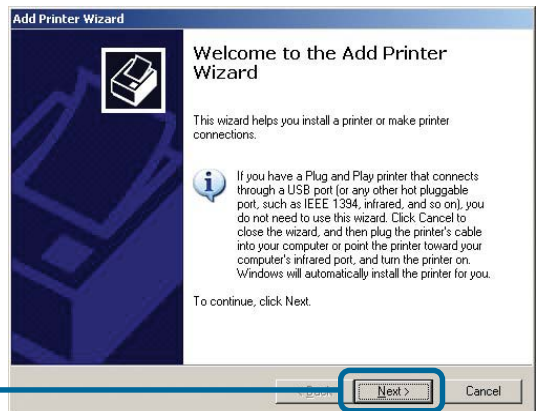 Add Printer Wizard
Welcome to the Add Printer
Wizard
This wizard helps you install a printer or make printer
connections.
If you have a Plug and Play printer that connects
through a USB port (or any other hot pluggable
port, such as IEEE 1394, infrared, and so on), you
do not need to use this wizard. Click Cancel to
close the wizard, and then plug the printer's cable
into your computer or point the printer toward your
computer's infrared port, and turn the printer on.
Windows will automatically install the printer for you.
To continue, click Next.
< Back Next > Cancel